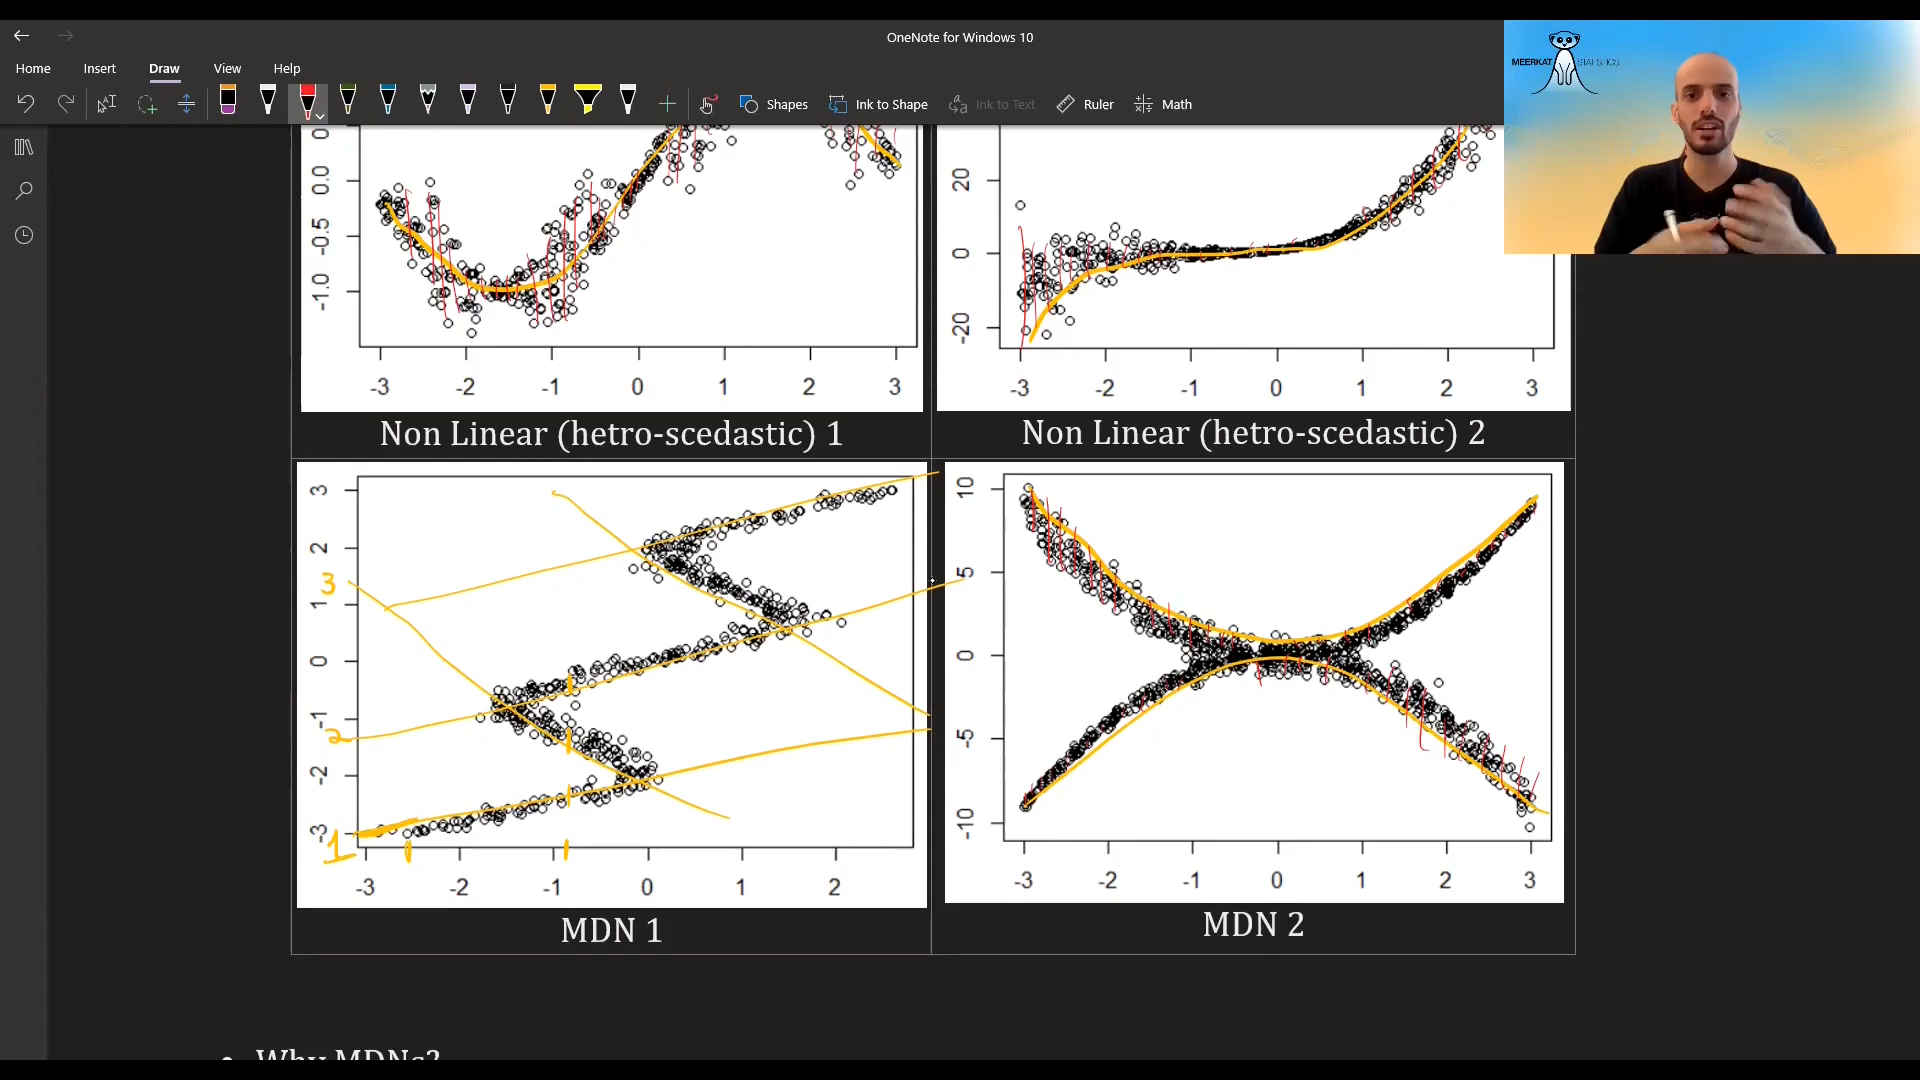 OneNote for Windows 10
Home Insert Draw View Help
Shapes Ink to Shape Ink to Text Ruler Math
MEERKAT STATISTICS
0
0.0
-0.5
-1.0
-3 -2 -1 0 1 2 3
Non Linear (hetro-scedastic) 1
20
0
-20
-3 -2 -1 0 1 2 3
Non Linear (hetro-scedastic) 2
3
2
1
0
-1
-2
-3
3
2
1
-3 -2 -1 0 1 2
MDN 1
10
5
0
-5
-10
-3 -2 -1 0 1 2 3
MDN 2
Why MDNs?